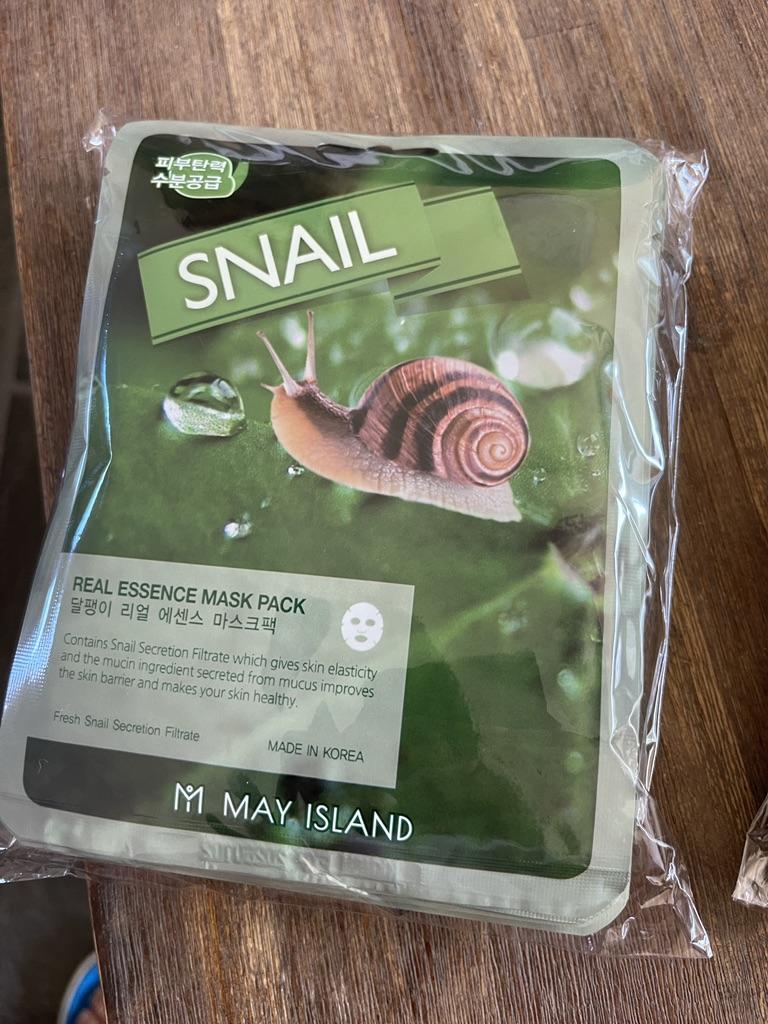 피부탄력
수분공급
SNAIL
REAL ESSENCE MASK PACK
달팽이 리얼 에센스 마스크팩
Contains Snail Secretion Filtrate which gives skin elasticity
and the mucin ingredient secreted from mucus improves
the skin barrier and makes your skin healthy.
Fresh Snail Secretion Filtrate
MADE IN KOREA
MAY ISLAND